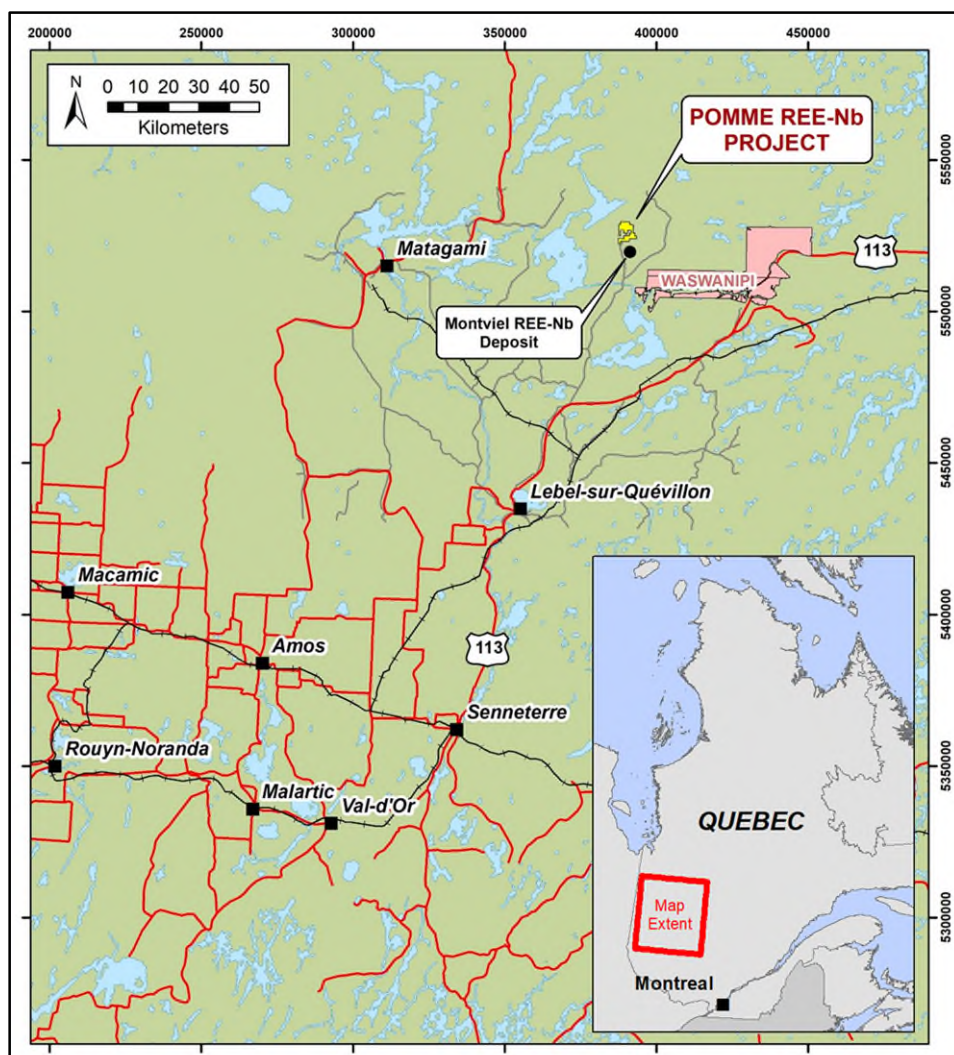 200000
250000
300000
350000
400000
450000
N
0 10 20 30 40 50
Kilometers
POMME REE-Nb
PROJECT
5550000
Matagami
113
WASWANIPI
Montviel REE-Nb
Deposit
5500000
5450000
Lebel-sur-Quévillon
Macamic
5400000
Amos
113
Senneterre
Rouyn-Noranda
5350000
Malartic
Val-d'Or
QUEBEC
Map
Extent
5300000
Montreal